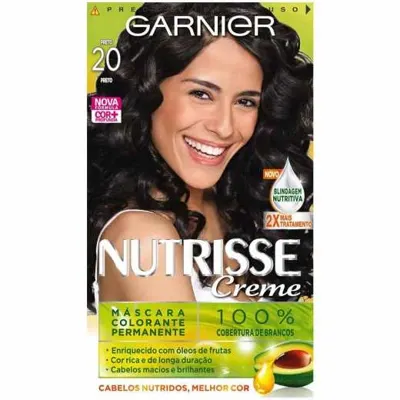 GARNIER
PRETO
20
PRETO
NOVA
FÓRMULA
COR+
NOVO
BLINDAGEM
NUTRITIVA
2X MAIS
TRATAMENTO
NUTRISSE
Creme
MÁSCARA
COLORANTE
PERMANENTE
100%
COBERTURA DE BRANCOS
• Enriquecido com óleos de frutas
• Cor rica e de longa duração
• Cabelos macios e brilhantes
CABELOS NUTRIDOS, MELHOR COR